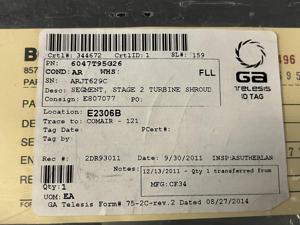 Ctrl#: 344672 CrtlID: 1 SL#: 159
PN: 6047T95G26
COND: AR WHS: FLL
SN: ARJT629C
Desc: SEGMENT, STAGE 2 TURBINE SHROUD
Consign: E807077 PO:
GA
TELESIS
ID TAG
Location: E2306B
Trace to: COMAIR - 121
Tag Date: PCert#:
Tag
Rec #: 2DR93011 9/30/2011 INSP:ASUTHERLAN
Notes: 12/13/2011 - Qty 1 transferred from
MFG:CF34
Qty:1
UOM: EA
GA Telesis Form# 75-2C-rev.2 Dated 08/27/2014
B
857